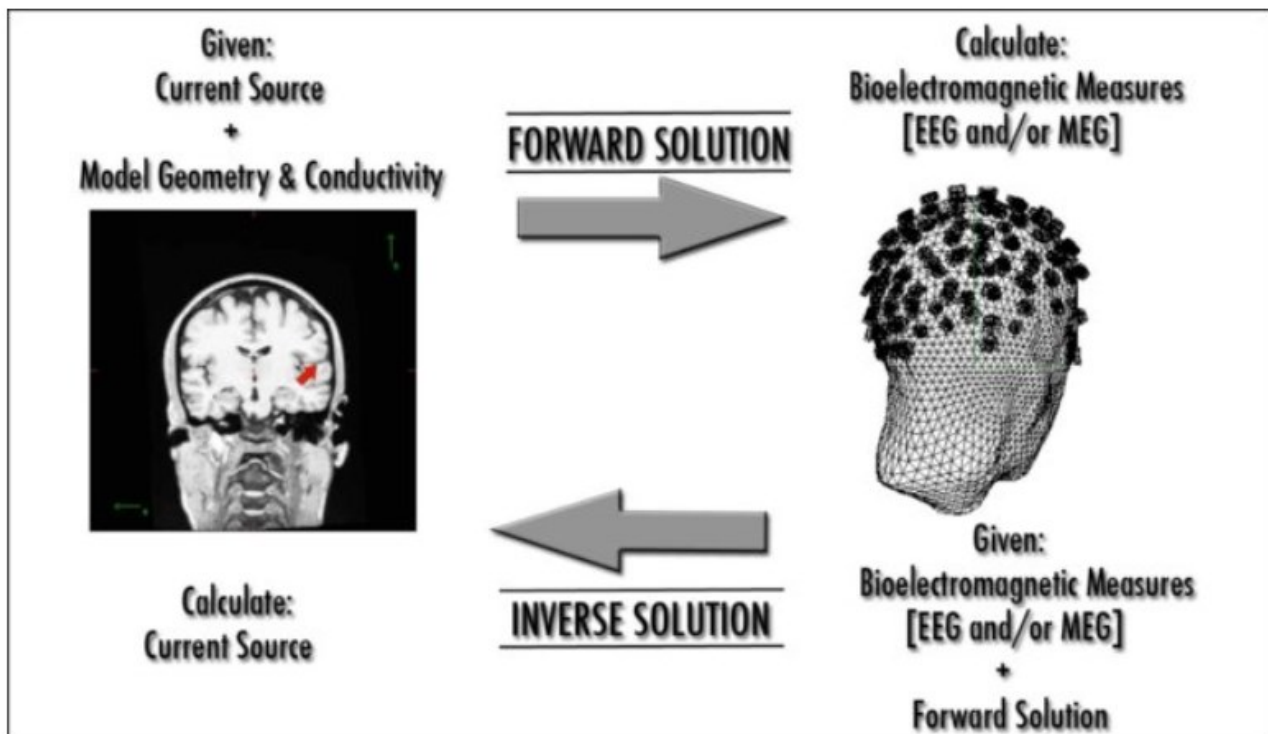 Given:
Current Source
+
Model Geometry & Conductivity
FORWARD SOLUTION
Calculate:
Bioelectromagnetic Measures
[EEG and/or MEG]
Calculate:
Current Source
INVERSE SOLUTION
Given:
Bioelectromagnetic Measures
[EEG and/or MEG]
+
Forward Solution